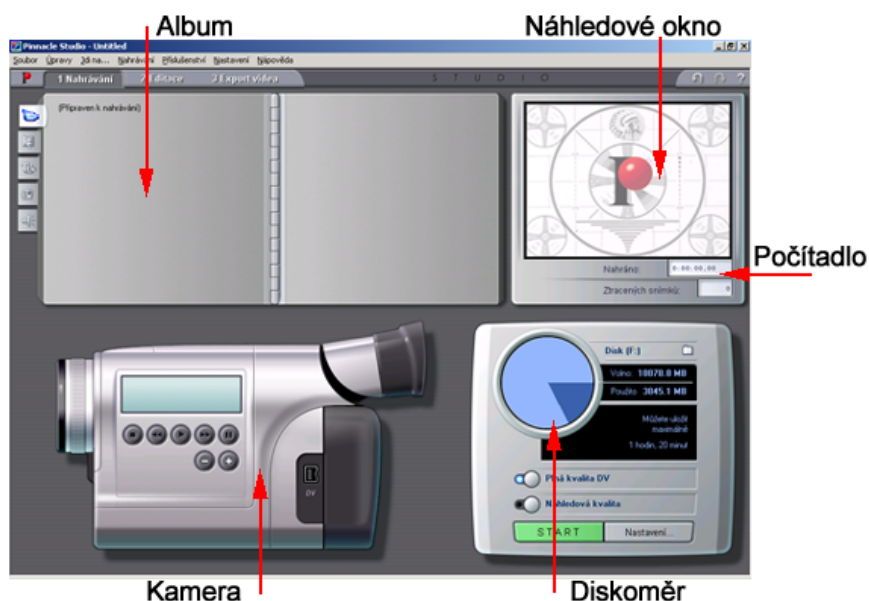 Album
Náhledové okno
Pinnacle Studio - Untitled
Soubor Úpravy Jdi na... Nahrávání Příslušenství Nastavení Nápověda
1 Nahrávání 2 Editace 3 Export videa
S T U D I O
(Připraven k nahrávání)
Nahráno: 0:00:00.00
Ztracených snímků: 0
Počítadlo
Disk (F:)
Volno: 18078.8 MB
Použito 3845.1 MB
Můžete uložit
maximálně
1 hodin, 20 minut
DV
Plná kvalita DV
Náhledová kvalita
START Nastavení...
Kamera
Diskoměr